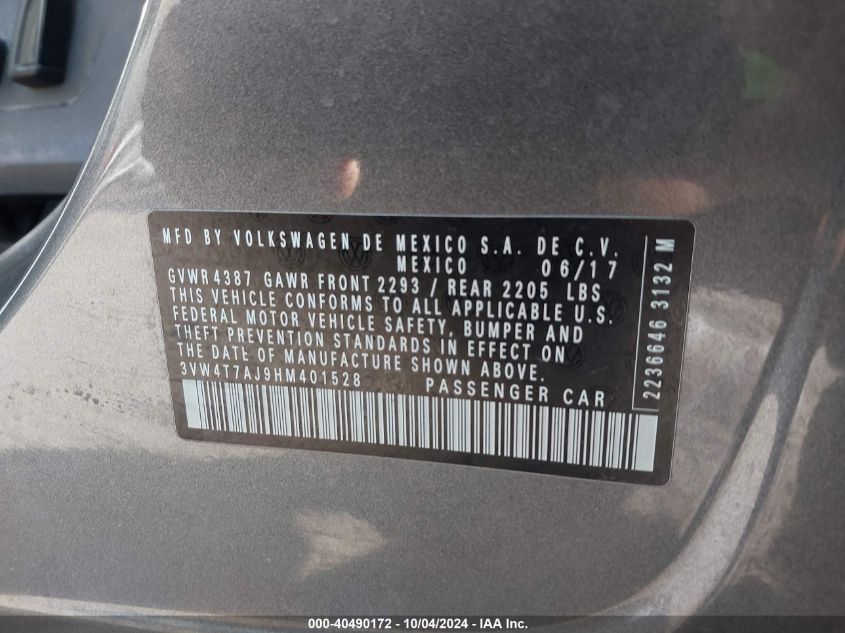 MFD BY VOLKSWAGEN DE MEXICO S.A. DE C.V.
MEXICO 06/17
GVWR 4387 GAWR FRONT 2293 / REAR 2205 LBS
THIS VEHICLE CONFORMS TO ALL APPLICABLE U.S.
FEDERAL MOTOR VEHICLE SAFETY, BUMPER AND
THEFT PREVENTION STANDARDS IN EFFECT ON
THE DATE OF MANUFACTURE SHOWN ABOVE.
3VW4T7AJ9HM401528 PASSENGER CAR
2236646 3132 M
000-40490172 - 10/04/2024 - IAA Inc.